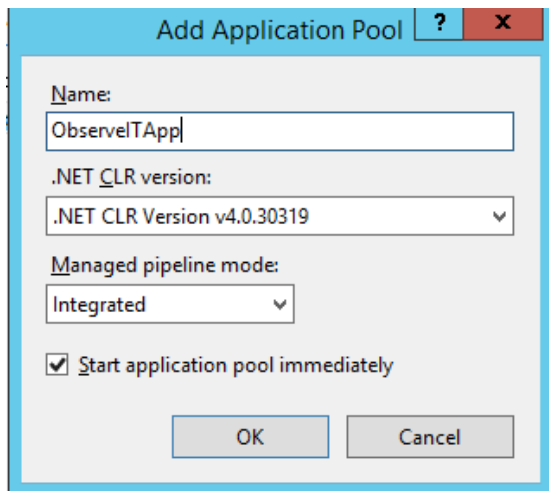 Add Application Pool
?
x
Name:
ObserveITApp
.NET CLR version:
.NET CLR Version v4.0.30319
Managed pipeline mode:
Integrated
Start application pool immediately
OK
Cancel